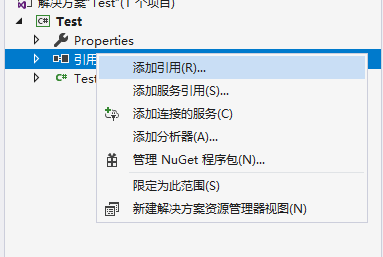 解决方案"Test"(1 个项目)
C# Test
Properties
引用
添加引用(R)...
添加服务引用(S)...
C# Test
添加连接的服务(C)
添加分析器(A)...
管理 NuGet 程序包(N)...
限定为此范围(S)
新建解决方案资源管理器视图(N)